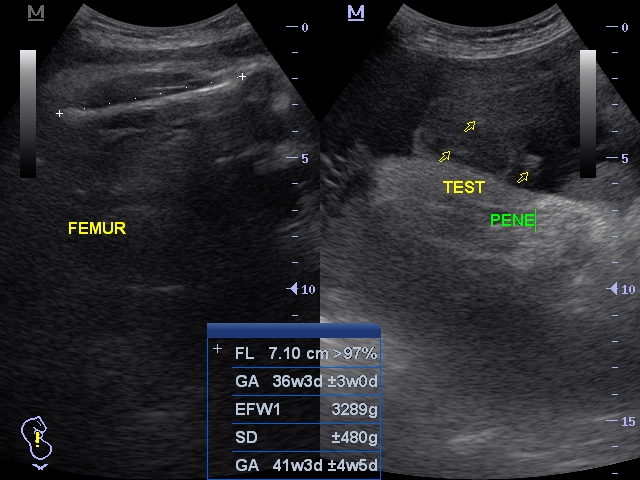 M
M
0
0
5
5
10
10
15
FEMUR
TEST
PENE
FL 7.10 cm >97%
GA 36w3d ±3w0d
EFW1 3289g
SD ±480g
GA 41w3d ±4w5d